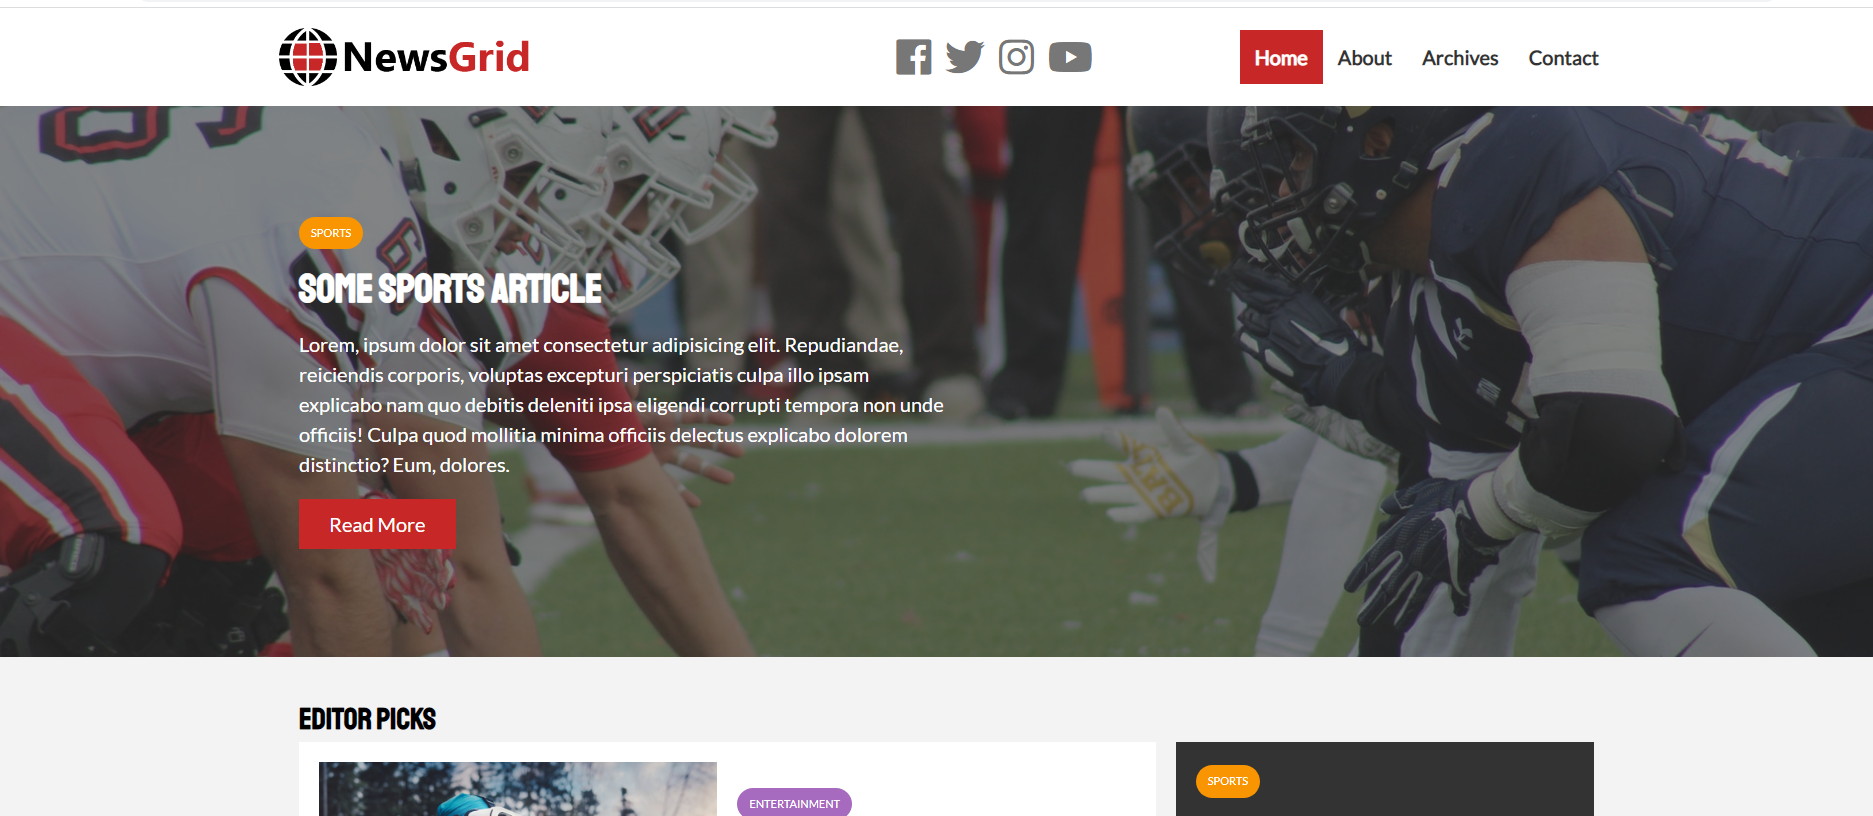 NewsGrid
Home About Archives Contact
SPORTS
SOME SPORTS ARTICLE
Lorem, ipsum dolor sit amet consectetur adipisicing elit. Repudiandae,
reiciendis corporis, voluptas excepturi perspiciatis culpa illo ipsam
explicabo nam quo debitis deleniti ipsa eligendi corrupti tempora non unde
officiis! Culpa quod mollitia minima officiis delectus explicabo dolorem
distinctio? Eum, dolores.
Read More
EDITOR PICKS
ENTERTAINMENT
SPORTS